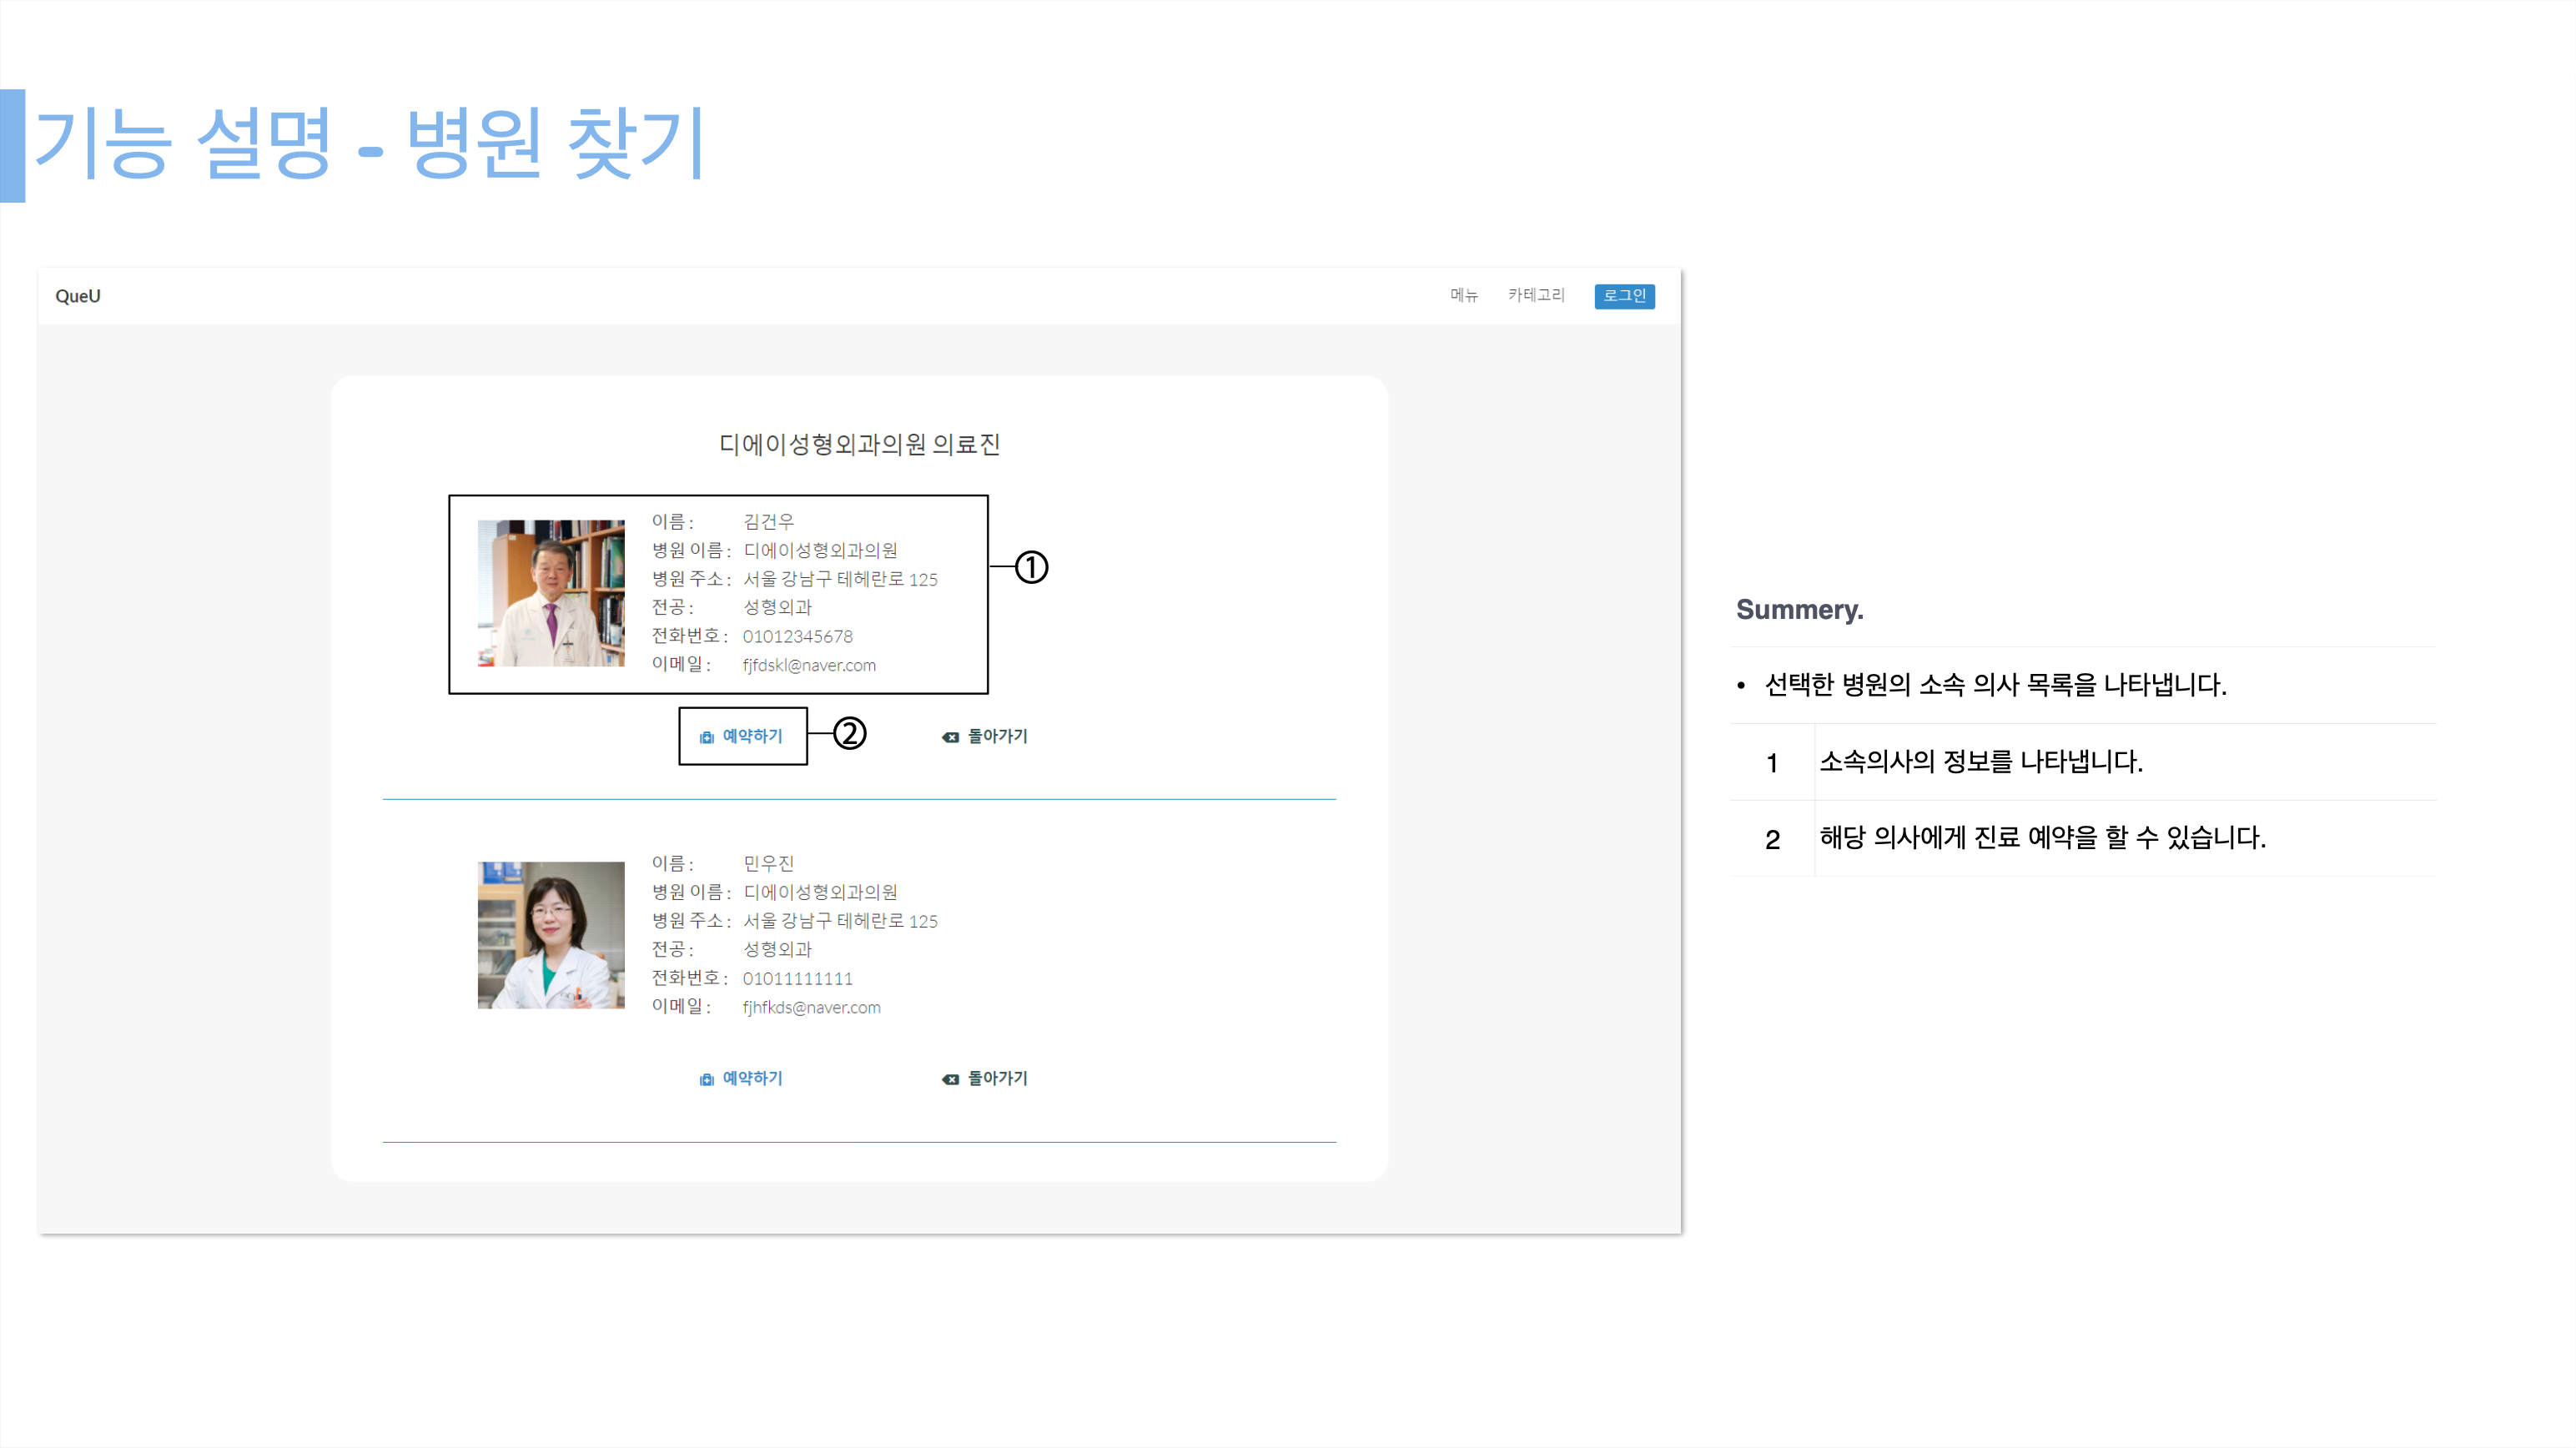 기능 설명 - 병원 찾기
QueU
메뉴 카테고리 로그인
디에이성형외과의원 의료진
이름 : 김건우
병원 이름 : 디에이성형외과의원
병원 주소 : 서울 강남구 테헤란로 125
전공 : 성형외과
전화번호 : 01012345678
이메일 : fjfdskl@naver.com
①
예약하기 ② 돌아가기
이름 : 민우진
병원 이름 : 디에이성형외과의원
병원 주소 : 서울 강남구 테헤란로 125
전공 : 성형외과
전화번호 : 01011111111
이메일 : fjhfkds@naver.com
예약하기 돌아가기
Summery.
• 선택한 병원의 소속 의사 목록을 나타냅니다.
1 소속의사의 정보를 나타냅니다.
2 해당 의사에게 진료 예약을 할 수 있습니다.